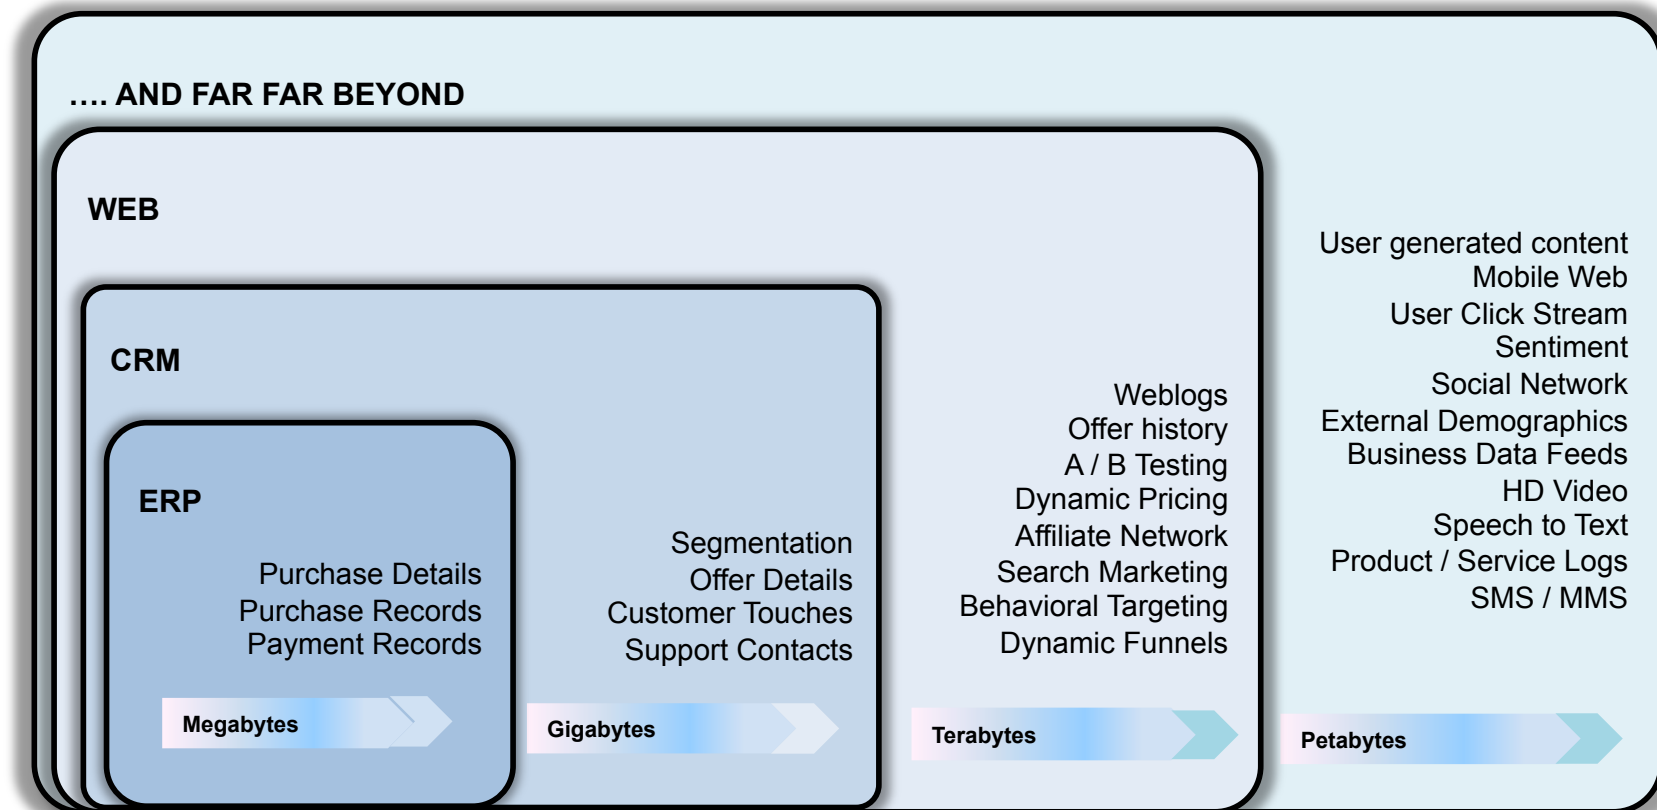 .... AND FAR FAR BEYOND
WEB
CRM
ERP
Purchase Details
Purchase Records
Payment Records
Megabytes
Segmentation
Offer Details
Customer Touches
Support Contacts
Gigabytes
Weblogs
Offer history
A / B Testing
Dynamic Pricing
Affiliate Network
Search Marketing
Behavioral Targeting
Dynamic Funnels
Terabytes
User generated content
Mobile Web
User Click Stream
Sentiment
Social Network
External Demographics
Business Data Feeds
HD Video
Speech to Text
Product / Service Logs
SMS / MMS
Petabytes